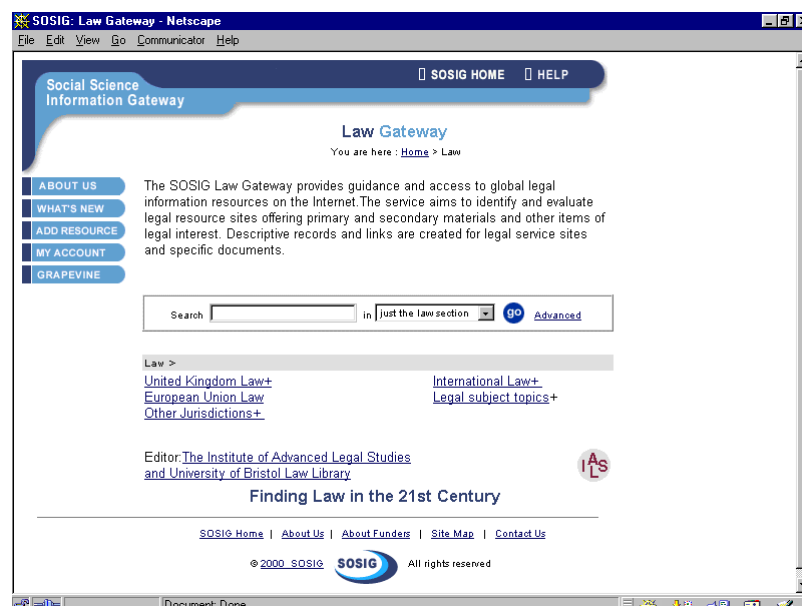 SOSIG: Law Gateway - Netscape
File Edit View Go Communicator Help
SOSIG HOME HELP
Social Science
Information Gateway
Law Gateway
You are here : Home > Law
ABOUT US
WHAT'S NEW
ADD RESOURCE
MY ACCOUNT
GRAPEVINE
The SOSIG Law Gateway provides guidance and access to global legal
information resources on the Internet.The service aims to identify and evaluate
legal resource sites offering primary and secondary materials and other items of
legal interest. Descriptive records and links are created for legal service sites
and specific documents.
Search in just the law section go Advanced
Law >
United Kingdom Law+ International Law+
European Union Law Legal subject topics+
Other Jurisdictions+
Editor:The Institute of Advanced Legal Studies
and University of Bristol Law Library
IALS
Finding Law in the 21st Century
SOSIG Home | About Us | About Funders | Site Map | Contact Us
© 2000 SOSIG SOSIG All rights reserved
Document: Done